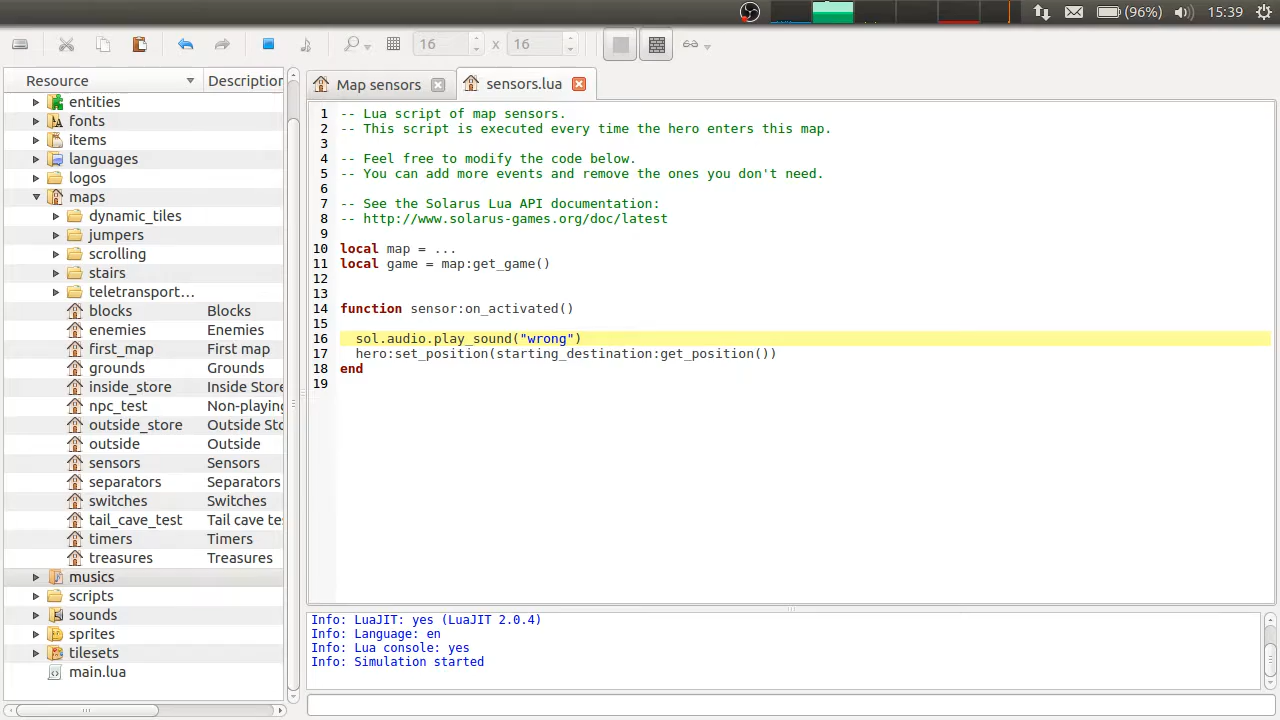 (96%)
15:39
16
x
16
Resource
Description
Map sensors
sensors.lua
entities
fonts
items
languages
logos
maps
dynamic_tiles
jumpers
scrolling
stairs
teletransport...
blocks
Blocks
enemies
Enemies
first_map
First map
grounds
Grounds
inside_store
Inside Store
npc_test
Non-playing
outside_store
Outside Sto
outside
Outside
sensors
Sensors
separators
Separators
switches
Switches
tail_cave_test
Tail cave tes
timers
Timers
treasures
Treasures
musics
scripts
sounds
sprites
tilesets
main.lua
1 -- Lua script of map sensors.
2 -- This script is executed every time the hero enters this map.
3
4 -- Feel free to modify the code below.
5 -- You can add more events and remove the ones you don't need.
6
7 -- See the Solarus Lua API documentation:
8 -- http://www.solarus-games.org/doc/latest
9
10 local map = ...
11 local game = map:get_game()
12
13
14 function sensor:on_activated()
15
16 sol.audio.play_sound("wrong")
17 hero:set_position(starting_destination:get_position())
18 end
19
Info: LuaJIT: yes (LuaJIT 2.0.4)
Info: Language: en
Info: Lua console: yes
Info: Simulation started